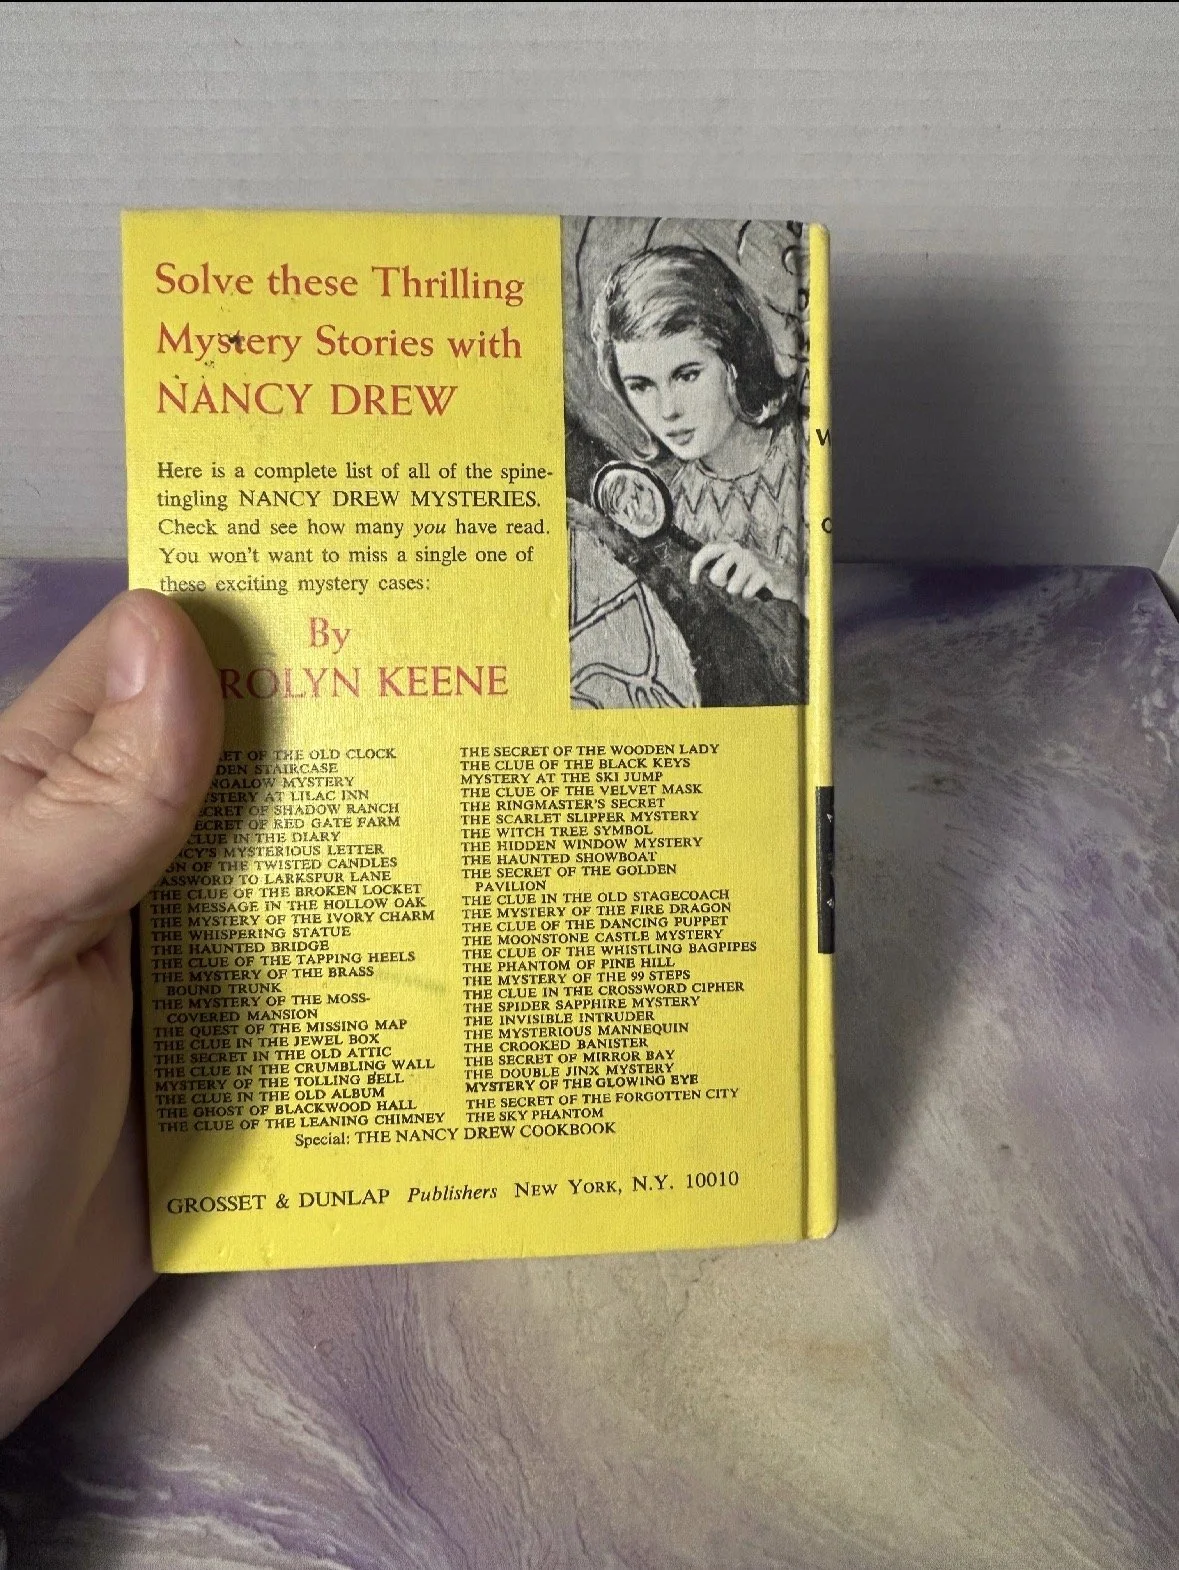 Solve these Thrilling
Mystery Stories with
NANCY DREW
Here is a complete list of all of the spine-
tingling NANCY DREW MYSTERIES.
Check and see how many you have read.
You won't want to miss a single one of
these exciting mystery cases:
By
ROLYN KEENE
ET OF THE OLD CLOCK
DEN STAIRCASE
NGALOW MYSTERY
STERY AT LILAC INN
ECRET OF SHADOW RANCH
ECRET OF RED GATE FARM
CLUE IN THE DIARY
NCY'S MYSTERIOUS LETTER
GN OF THE TWISTED CANDLES
ASSWORD TO LARKSPUR LANE
THE CLUE OF THE BROKEN LOCKET
THE MESSAGE IN THE HOLLOW OAK
THE MYSTERY OF THE IVORY CHARM
THE WHISPERING STATUE
THE HAUNTED BRIDGE
THE CLUE OF THE TAPPING HEELS
THE MYSTERY OF THE BRASS
BOUND TRUNK
THE MYSTERY OF THE MOSS-
COVERED MANSION
THE QUEST OF THE MISSING MAP
THE CLUE IN THE JEWEL BOX
THE SECRET IN THE OLD ATTIC
THE CLUE IN THE CRUMBLING WALL
MYSTERY OF THE TOLLING BELL
THE CLUE IN THE OLD ALBUM
THE GHOST OF BLACKWOOD HALL
THE CLUE OF THE LEANING CHIMNEY
THE SECRET OF THE WOODEN LADY
THE CLUE OF THE BLACK KEYS
MYSTERY AT THE SKI JUMP
THE CLUE OF THE VELVET MASK
THE RINGMASTER'S SECRET
THE SCARLET SLIPPER MYSTERY
THE WITCH TREE SYMBOL
THE HIDDEN WINDOW MYSTERY
THE HAUNTED SHOWBOAT
THE SECRET OF THE GOLDEN
PAVILION
THE CLUE IN THE OLD STAGECOACH
THE MYSTERY OF THE FIRE DRAGON
THE CLUE OF THE DANCING PUPPET
THE MOONSTONE CASTLE MYSTERY
THE CLUE OF THE WHISTLING BAGPIPES
THE PHANTOM OF PINE HILL
THE MYSTERY OF THE 99 STEPS
THE CLUE IN THE CROSSWORD CIPHER
THE SPIDER SAPPHIRE MYSTERY
THE INVISIBLE INTRUDER
THE MYSTERIOUS MANNEQUIN
THE CROOKED BANISTER
THE SECRET OF MIRROR BAY
THE DOUBLE JINX MYSTERY
MYSTERY OF THE GLOWING EYE
THE SECRET OF THE FORGOTTEN CITY
THE SKY PHANTOM
Special: THE NANCY DREW COOKBOOK
GROSSET & DUNLAP Publishers NEW YORK, N.Y. 10010